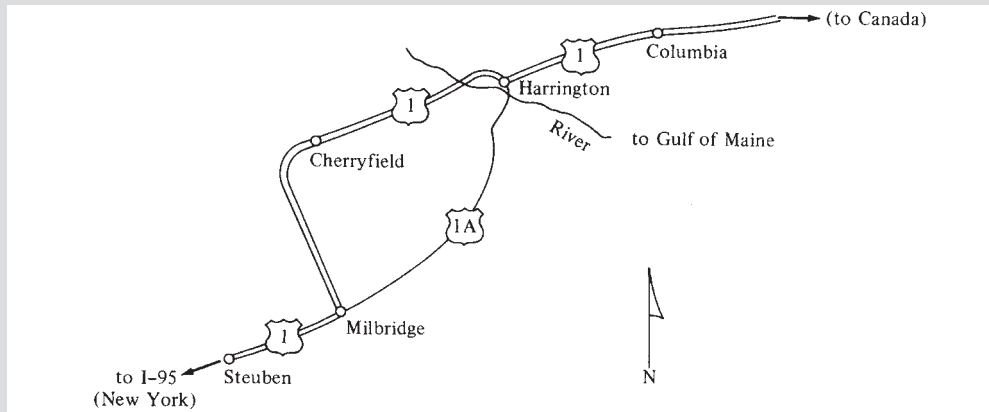 (to Canada)
1
Columbia
Harrington
1
River
to Gulf of Maine
Cherryfield
1A
Milbridge
1
Steuben
to I-95
(New York)
N